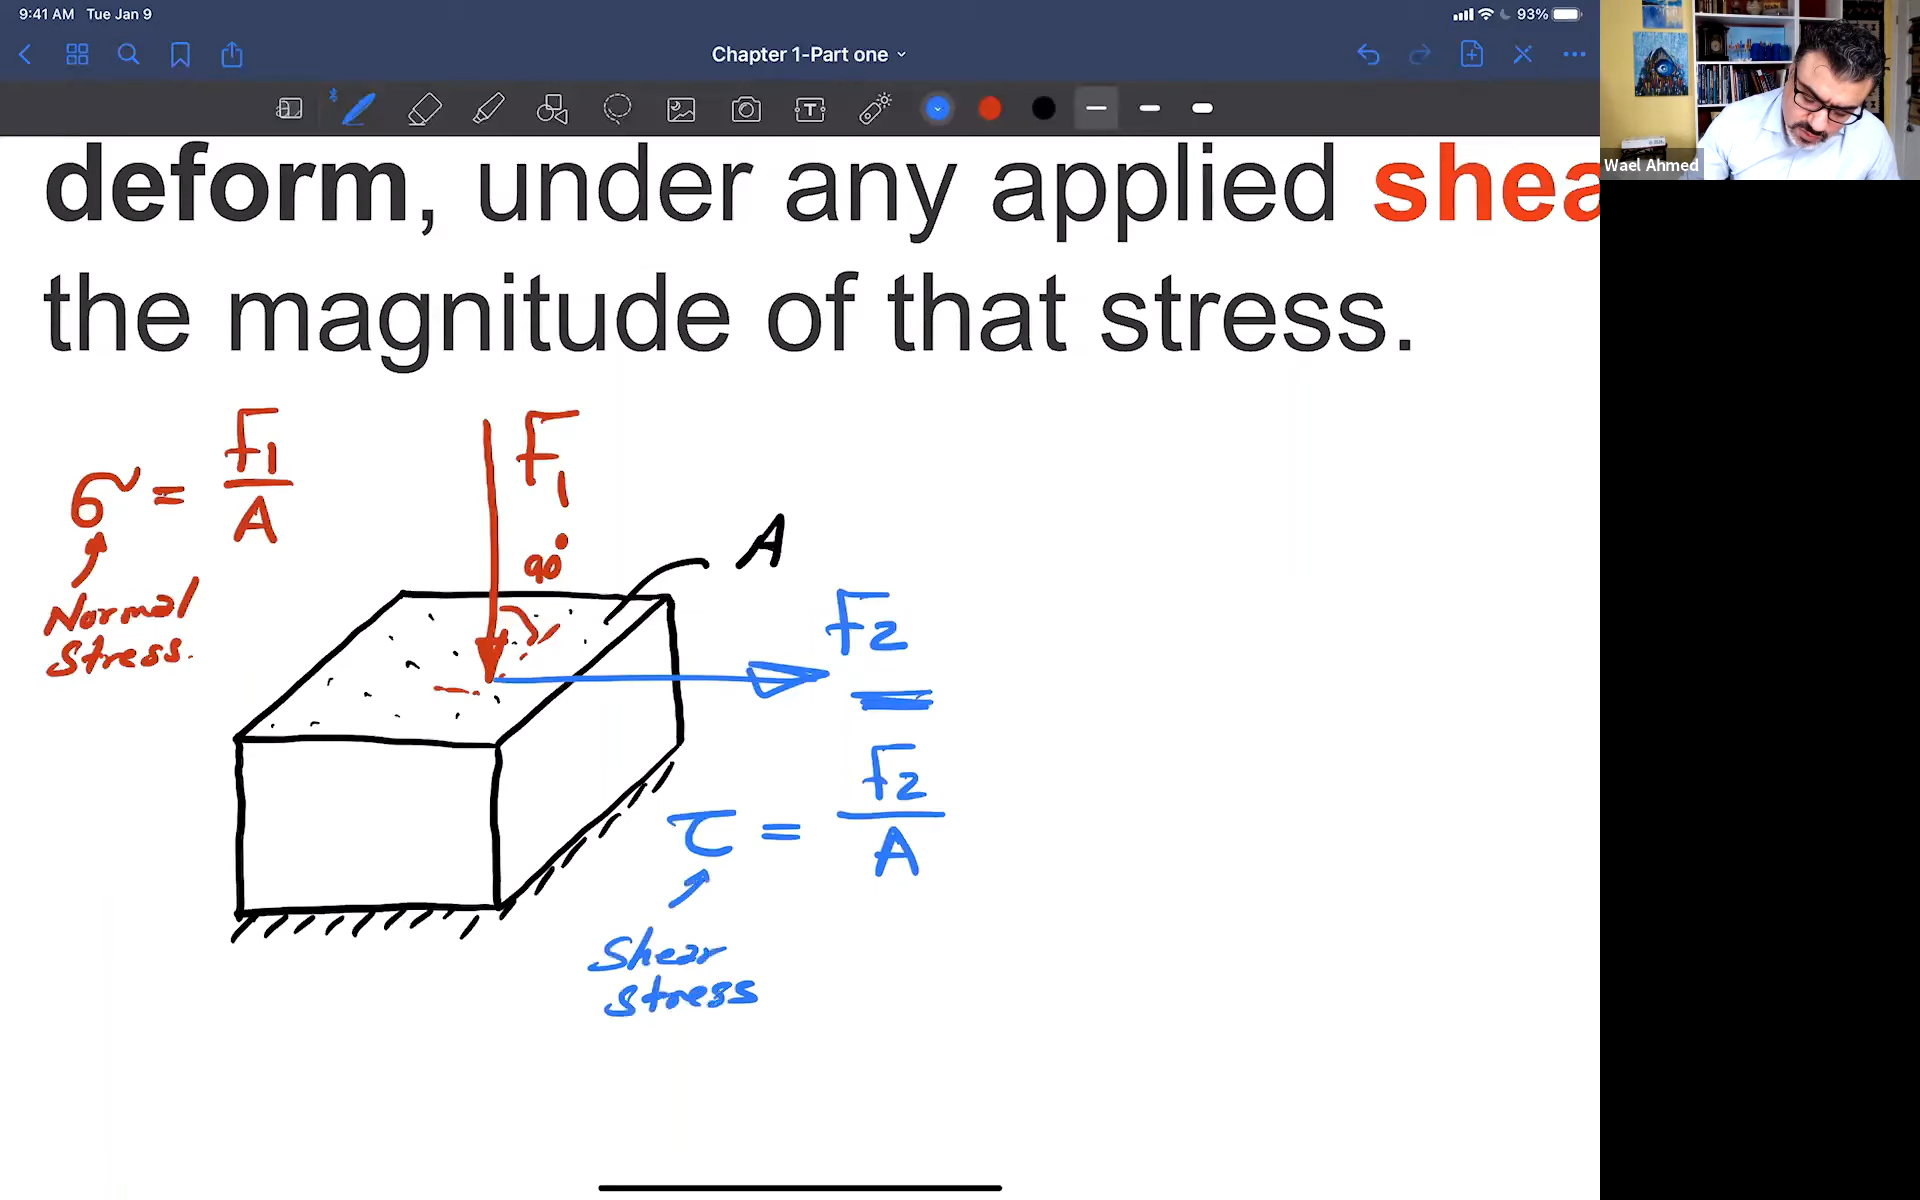 9:41 AM Tue Jan 9
93%
Chapter 1-Part one
T
Wael Ahmed
deform, under any applied shea
the magnitude of that stress.
σ = F1/A
Normal
stress.
F1
90°
A
F2
τ = F2/A
Shear
stress